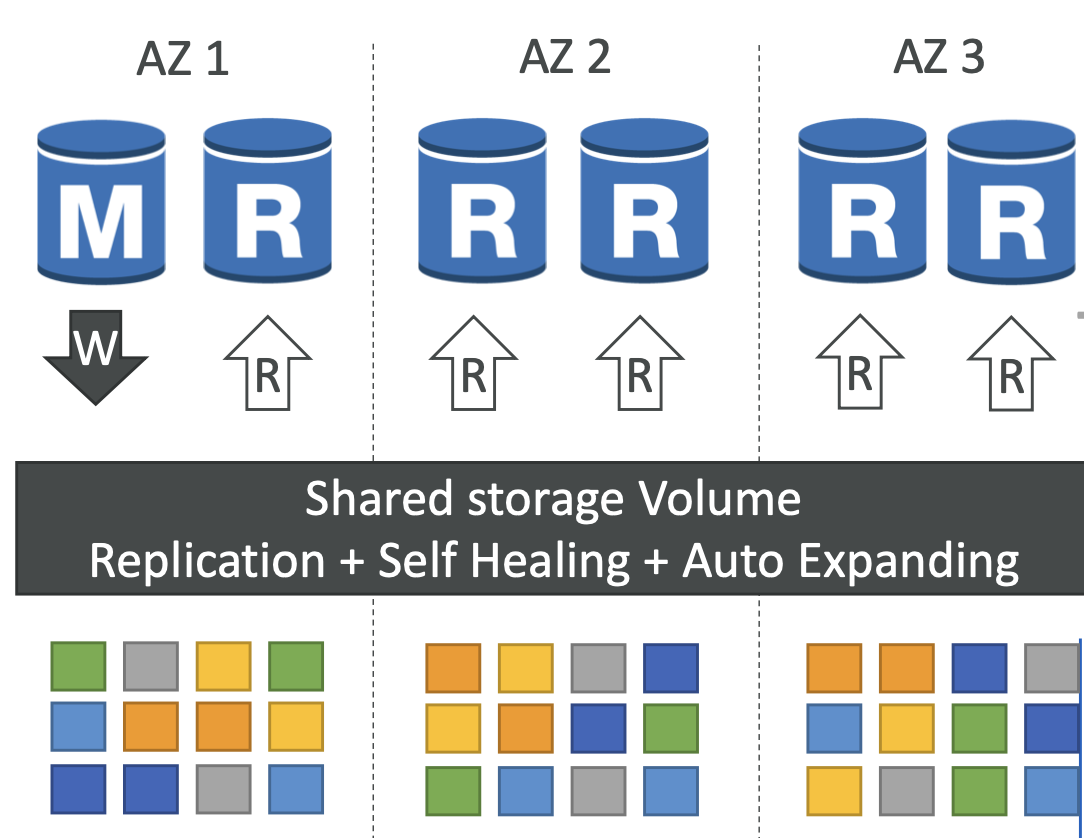 AZ 1
AZ 2
AZ 3
M
R
R
R
R
R
W
R
R
R
R
R
Shared storage Volume
Replication + Self Healing + Auto Expanding